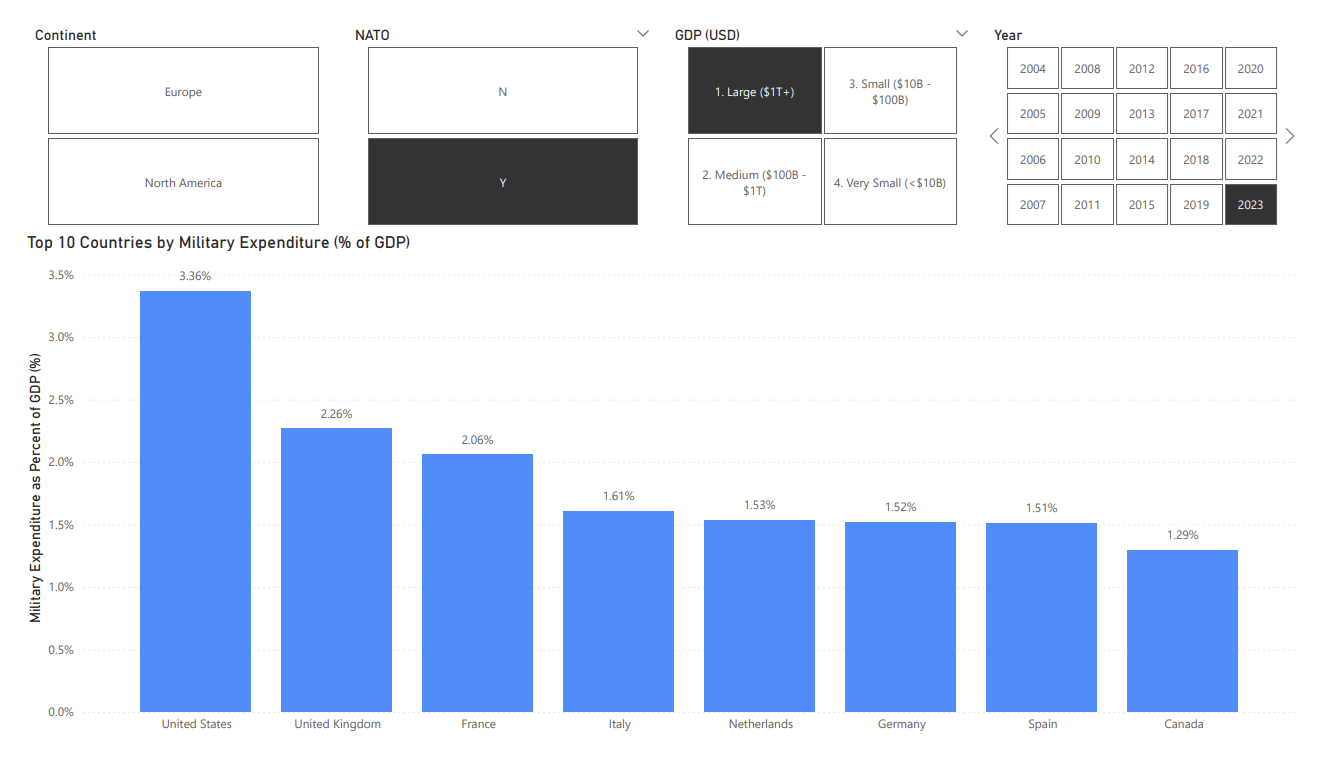 Continent
NATO
GDP (USD)
Year
Europe
North America
N
Y
1. Large ($1T+)
3. Small ($10B -
$100B)
2. Medium ($100B -
$1T)
4. Very Small (<$10B)
2004 2008 2012 2016 2020
2005 2009 2013 2017 2021
2006 2010 2014 2018 2022
2007 2011 2015 2019 2023
Top 10 Countries by Military Expenditure (% of GDP)
Military Expenditure as Percent of GDP (%)
3.5%
3.0%
2.5%
2.0%
1.5%
1.0%
0.5%
0.0%
3.36%
2.26%
2.06%
1.61%
1.53%
1.52%
1.51%
1.29%
United States
United Kingdom
France
Italy
Netherlands
Germany
Spain
Canada